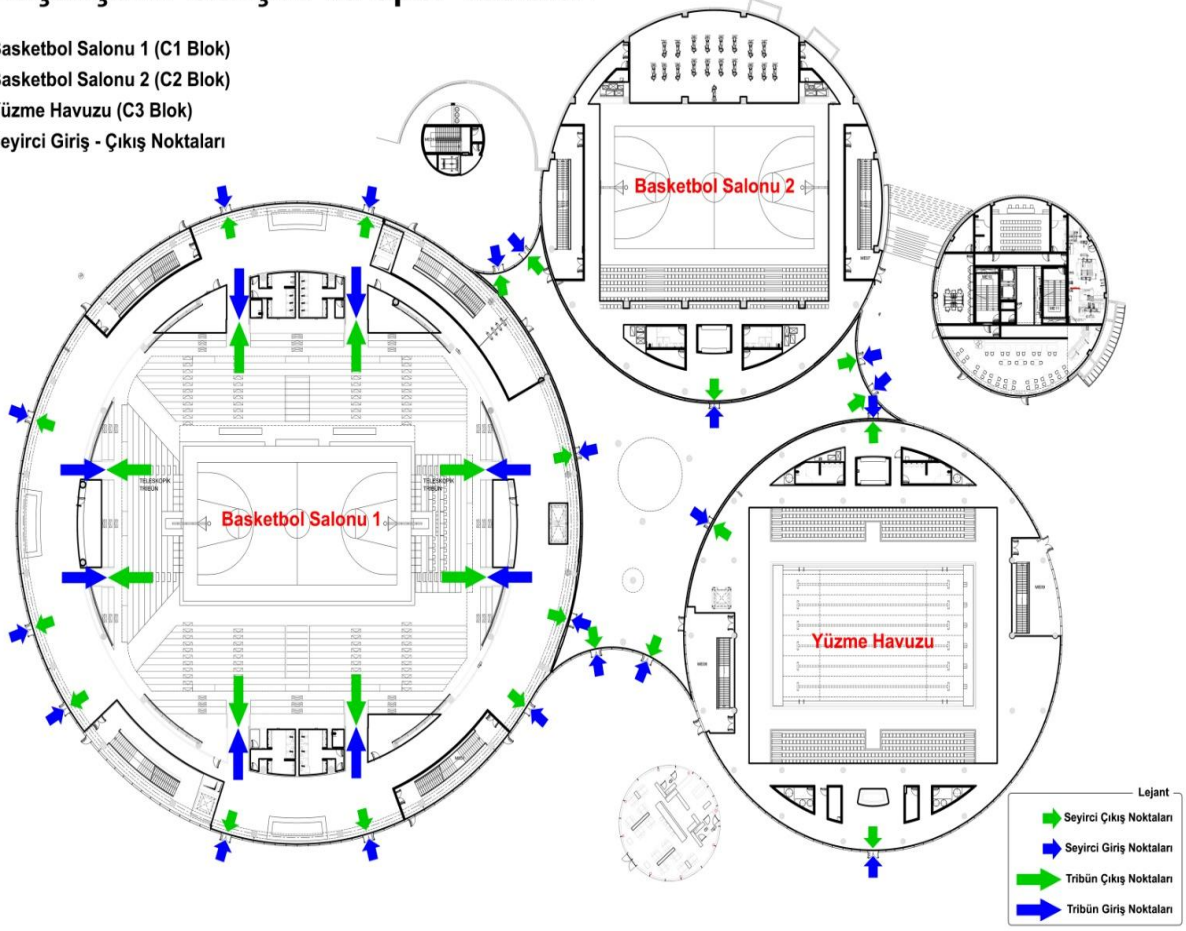 Basketbol Salonu 1 (C1 Blok)
Basketbol Salonu 2 (C2 Blok)
Yüzme Havuzu (C3 Blok)
Seyirci Giriş - Çıkış Noktaları
Basketbol Salonu 2
TELESKOPİK
TRİBÜN
TELESKOPİK
TRİBÜN
Basketbol Salonu 1
Yüzme Havuzu
Lejant
Seyirci Çıkış Noktaları
Seyirci Giriş Noktaları
Tribün Çıkış Noktaları
Tribün Giriş Noktaları